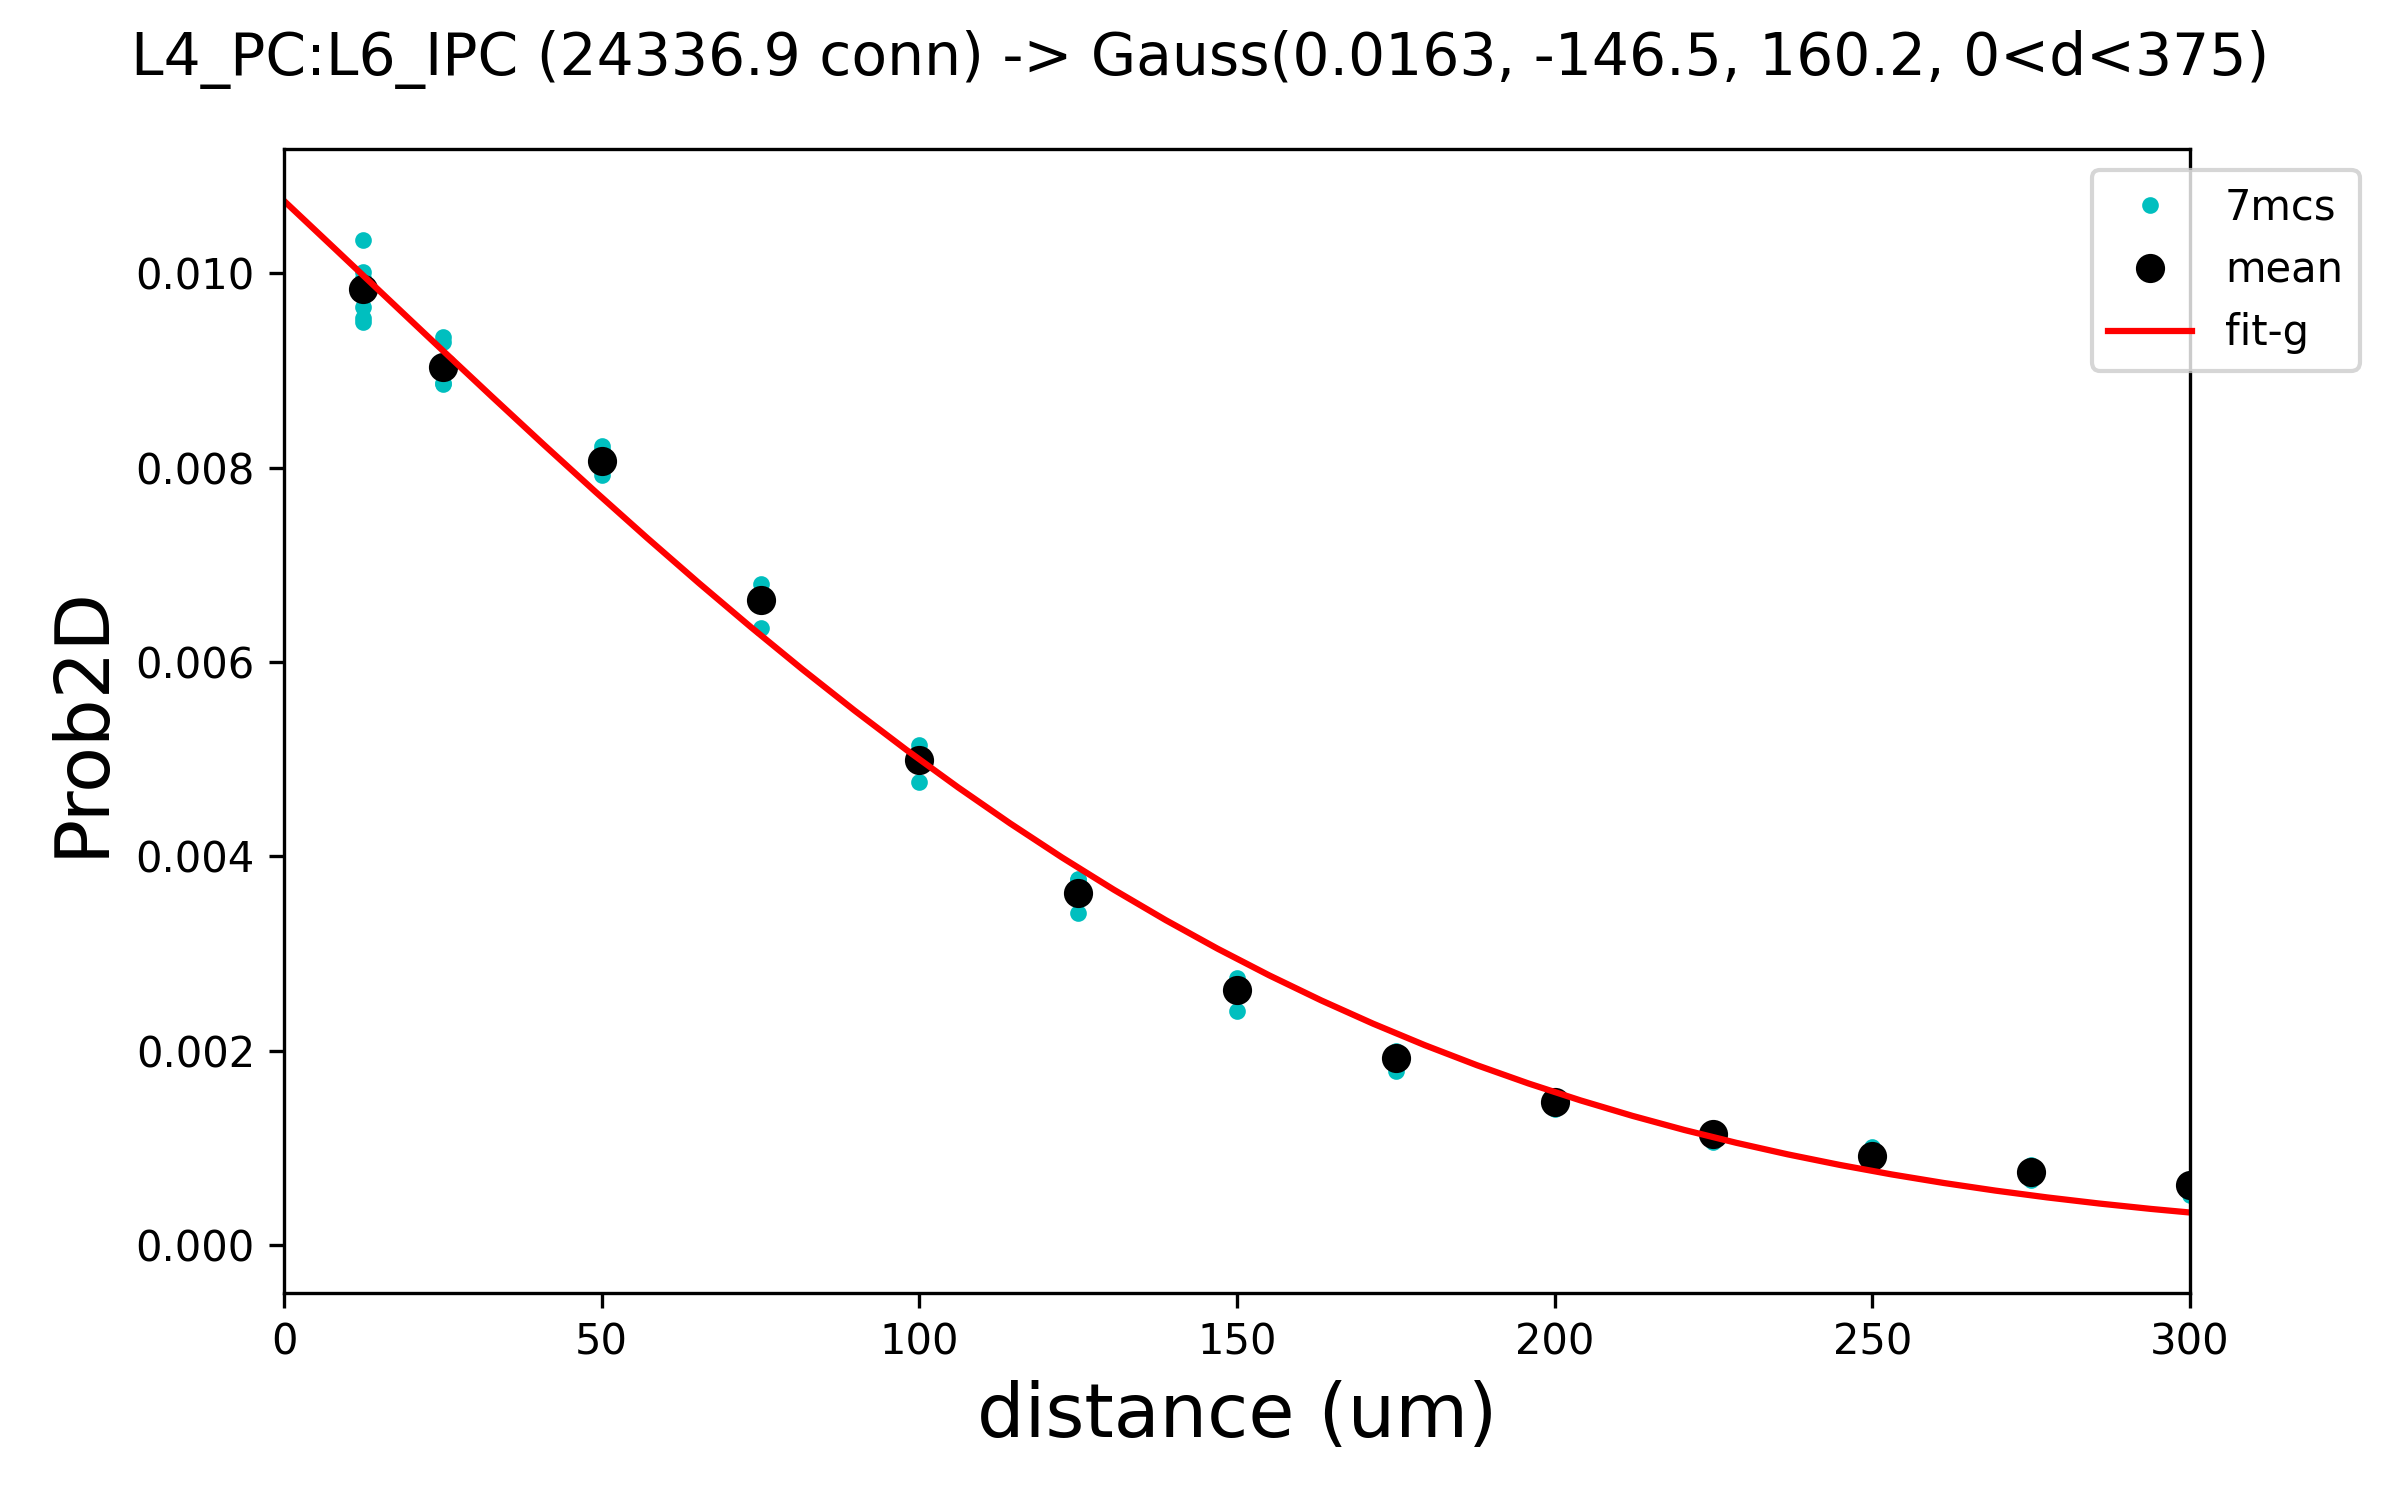 L4_PC:L6_IPC (24336.9 conn) -> Gauss(0.0163, -146.5, 160.2, 0<d<375)
7mcs
mean
fit-g
Prob2D
0.010
0.008
0.006
0.004
0.002
0.000
0 50 100 150 200 250 300
distance (um)